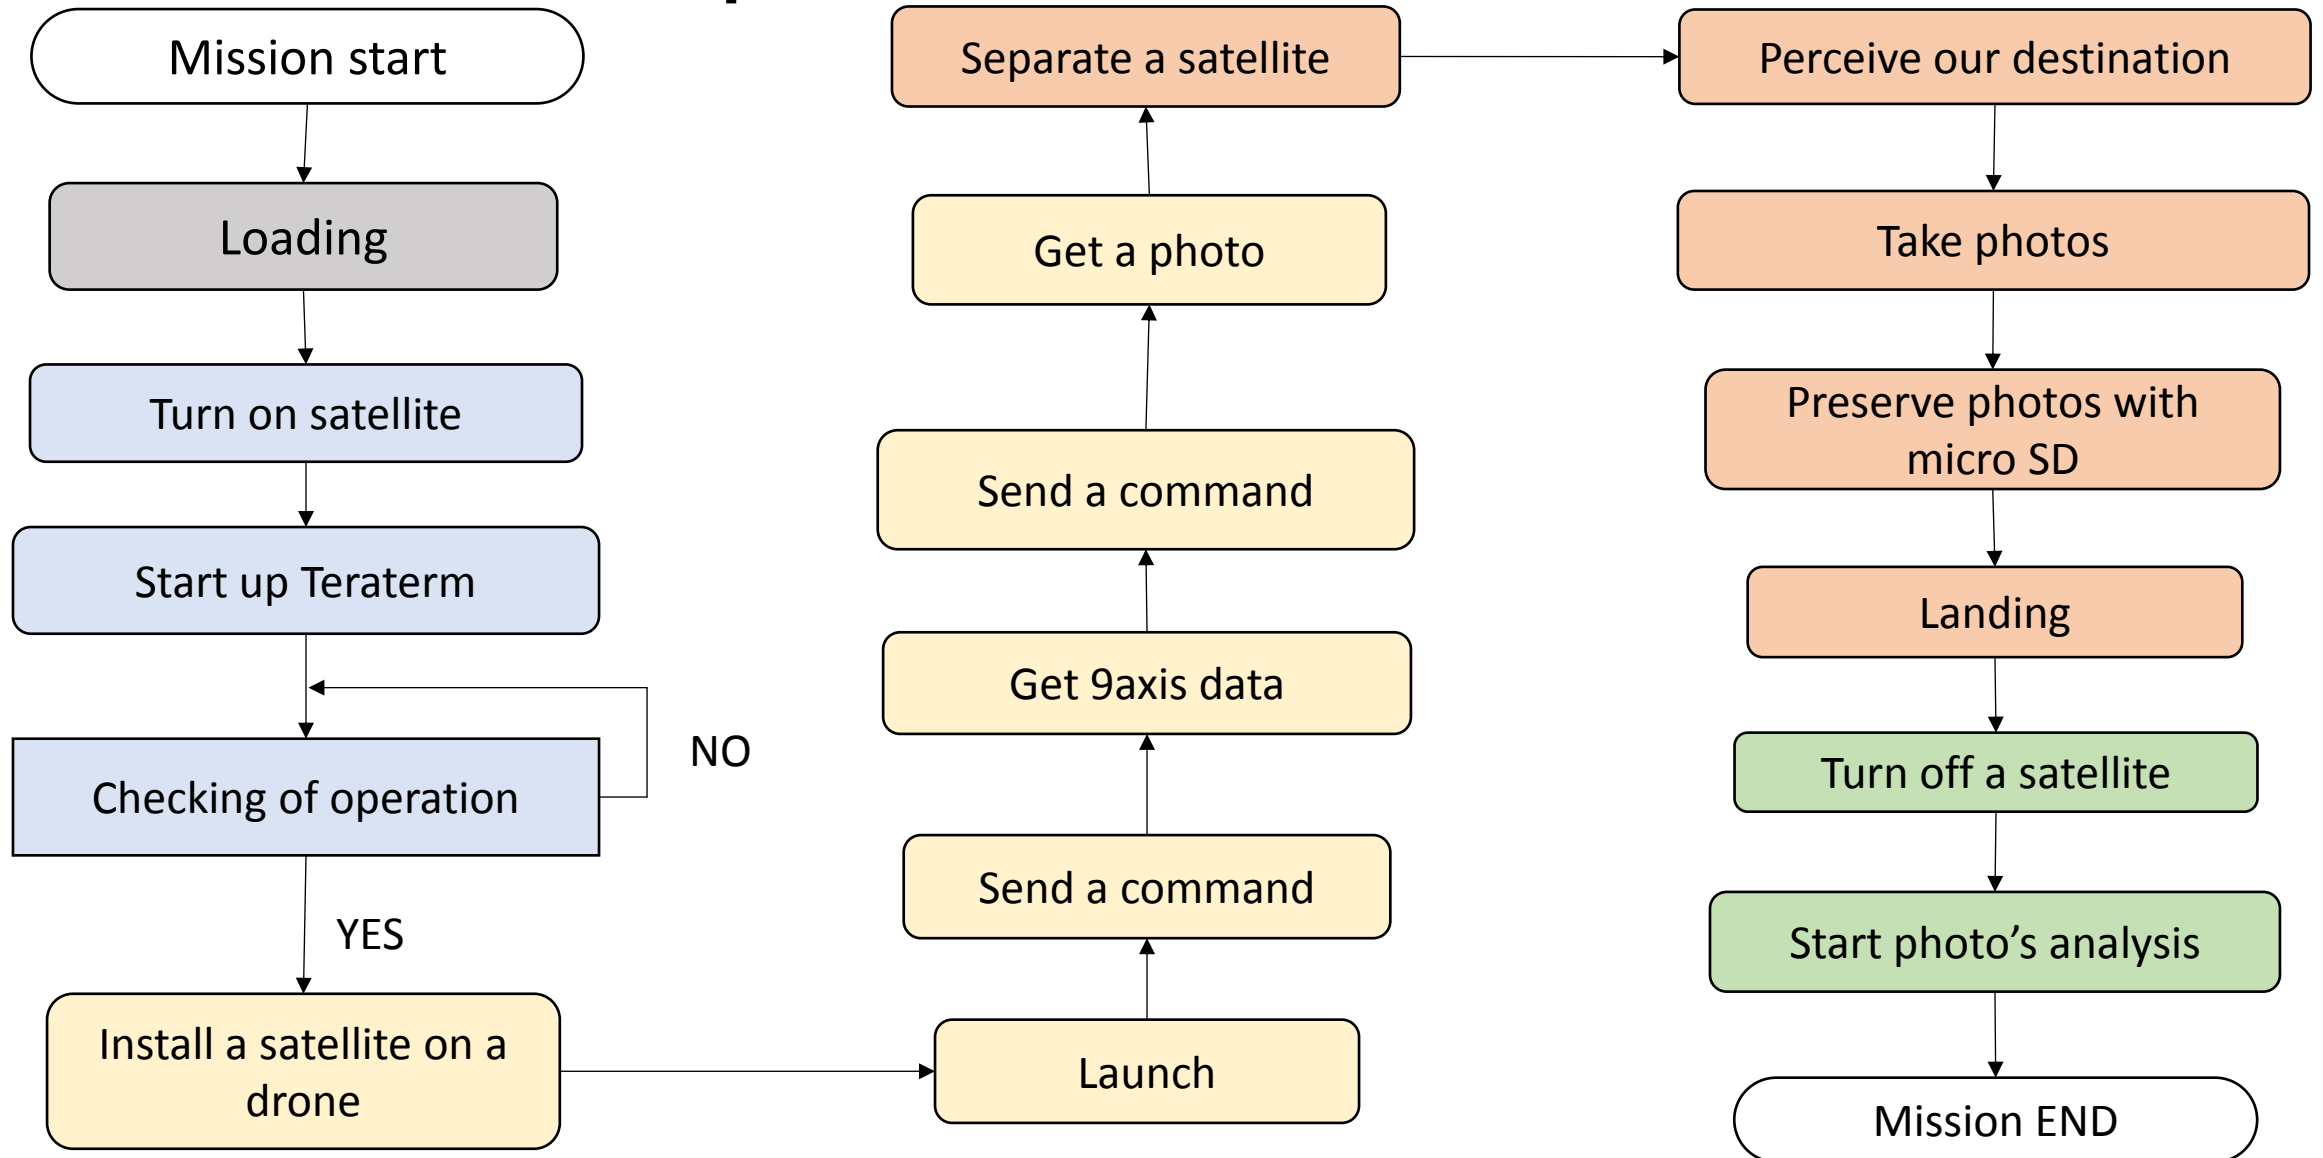 Mission start
Loading
Turn on satellite
Start up Teraterm
Checking of operation
NO
YES
Install a satellite on a
drone
Launch
Send a command
Get 9axis data
Send a command
Get a photo
Separate a satellite
Perceive our destination
Take photos
Preserve photos with
micro SD
Landing
Turn off a satellite
Start photo’s analysis
Mission END